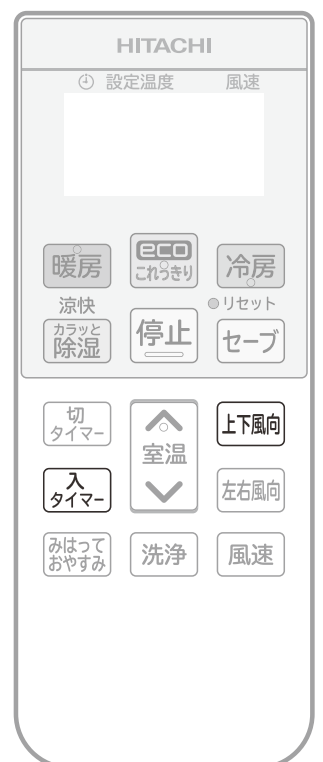 HITACHI
設定温度 風速
暖房
eco
これっきり
冷房
涼快
カラッと
除湿
停止
リセット
セーブ
切
タイマー
室温
上下風向
入
タイマー
左右風向
みはって
おやすみ
洗浄
風速